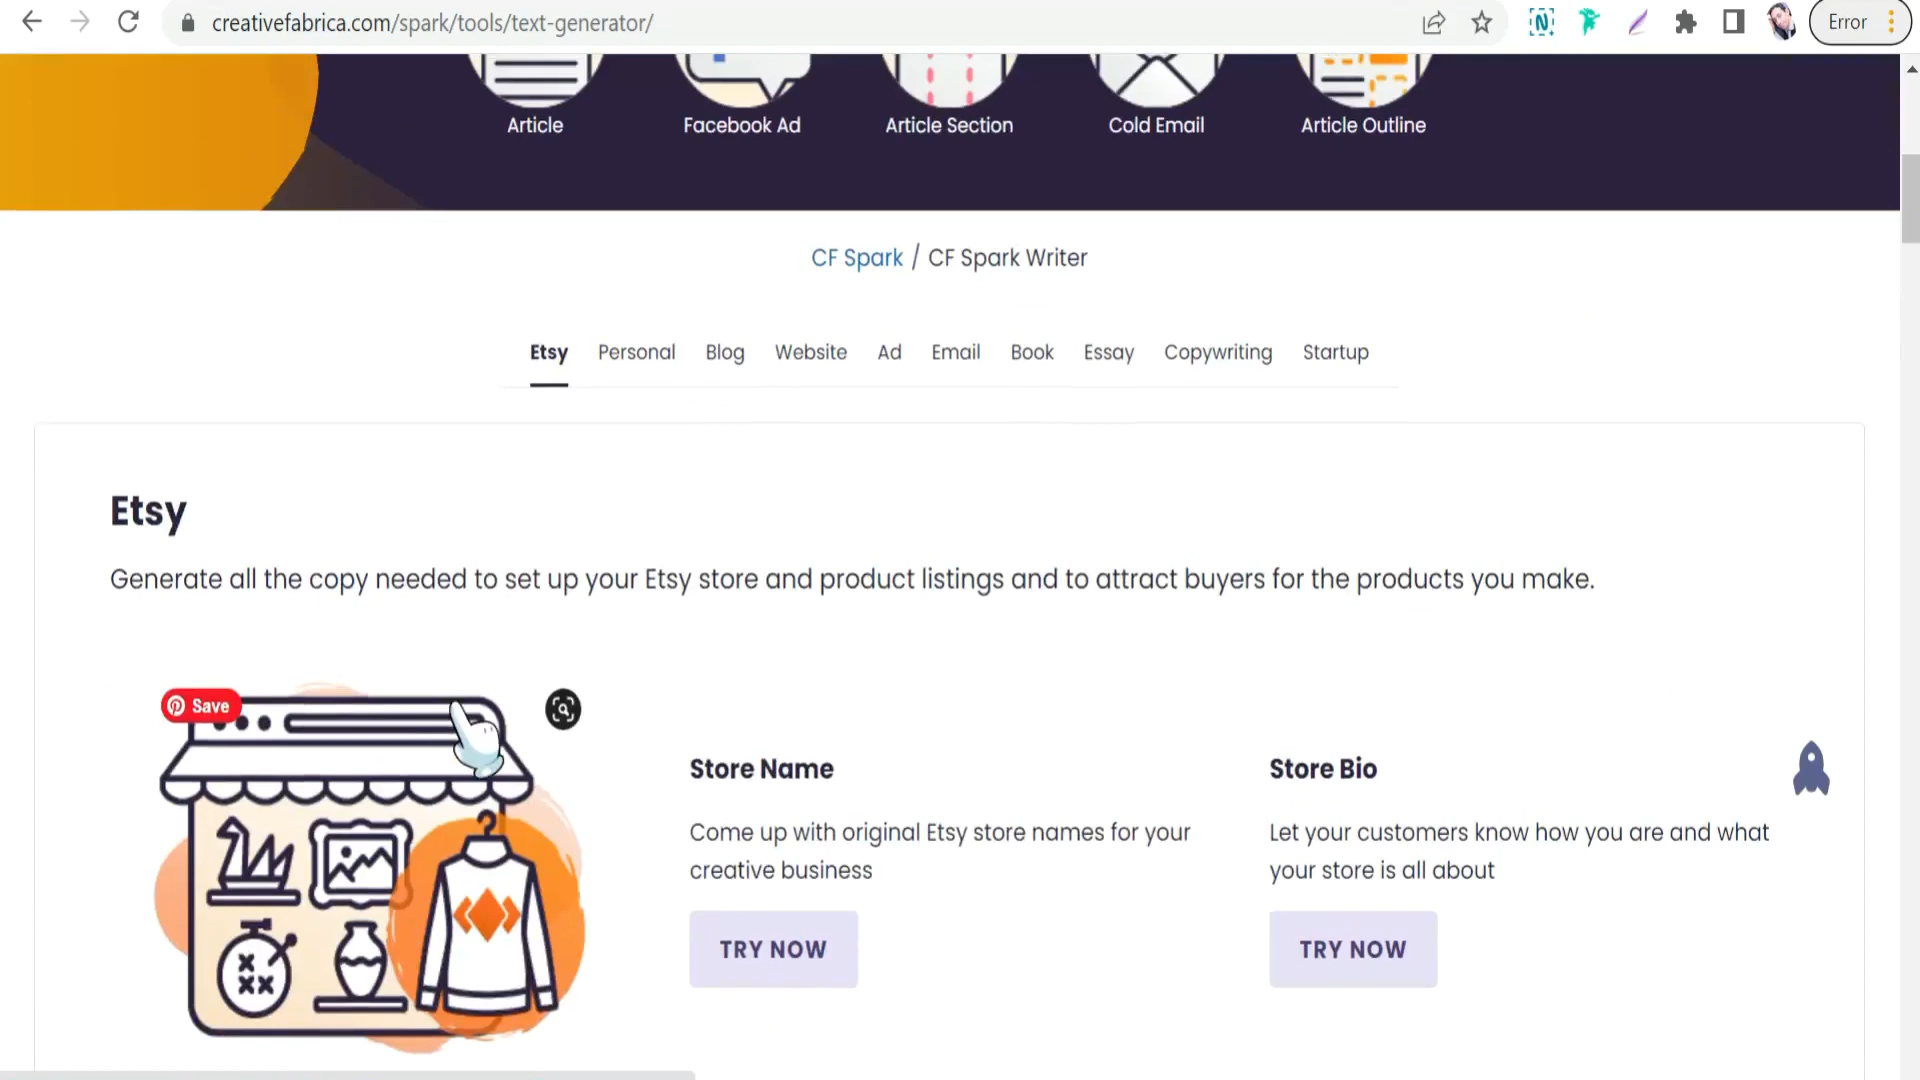 creativefabrica.com/spark/tools/text-generator/
Error
Article
Facebook Ad
Article Section
Cold Email
Article Outline
CF Spark / CF Spark Writer
Etsy
Personal
Blog
Website
Ad
Email
Book
Essay
Copywriting
Startup
Etsy
Generate all the copy needed to set up your Etsy store and product listings and to attract buyers for the products you make.
Save
Store Name
Come up with original Etsy store names for your
creative business
TRY NOW
Store Bio
Let your customers know how you are and what
your store is all about
TRY NOW